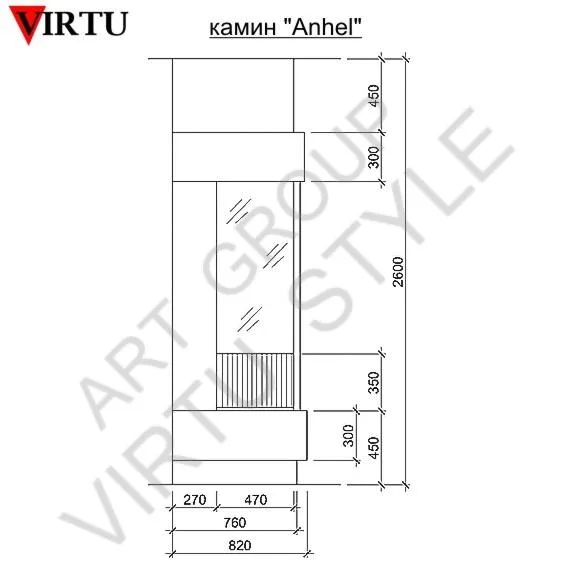 VIRTU
камин "Anhel"
450
300
2600
350
300
450
270 470
760
820
ART GROUP
VIRTU STYLE